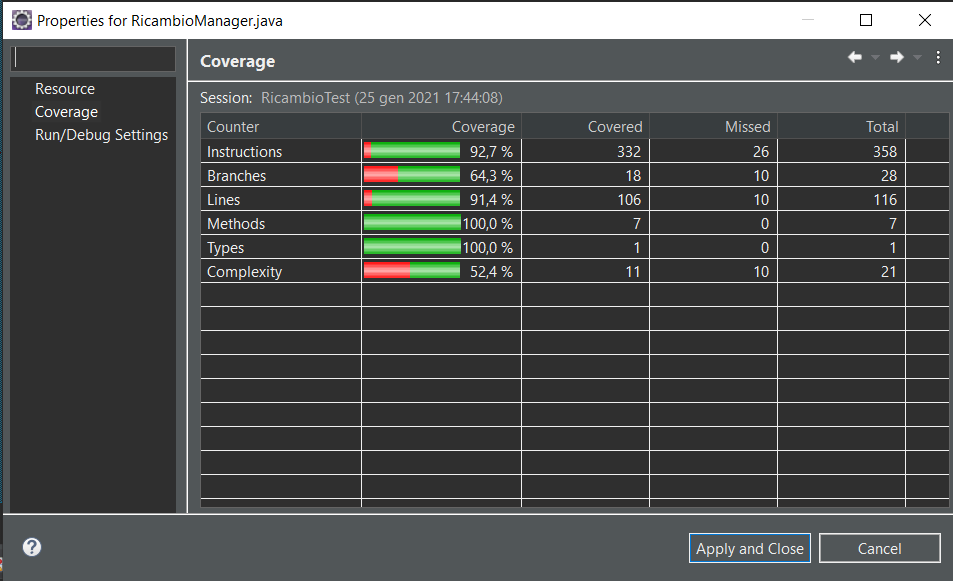 Properties for RicambioManager.java
Coverage
Resource
Coverage
Run/Debug Settings
Session: RicambioTest (25 gen 2021 17:44:08)
Counter Coverage Covered Missed Total
Instructions 92,7 % 332 26 358
Branches 64,3 % 18 10 28
Lines 91,4 % 106 10 116
Methods 100,0 % 7 0 7
Types 100,0 % 1 0 1
Complexity 52,4 % 11 10 21
?
Apply and Close Cancel